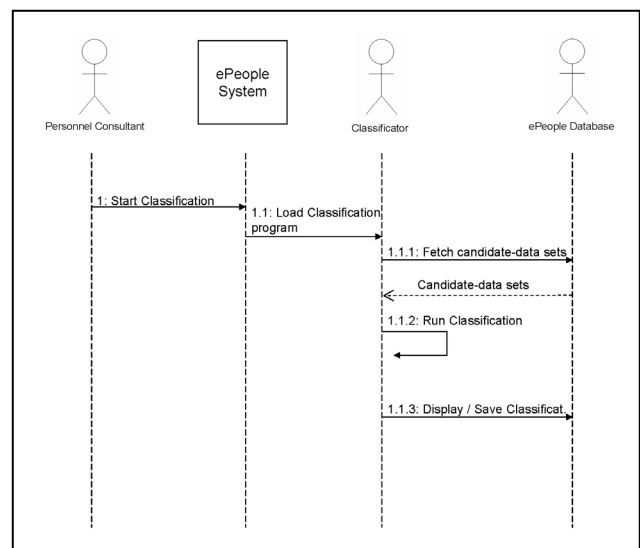 ePeople
System
Personnel Consultant
Classificator
ePeople Database
1: Start Classification
1.1: Load Classification
program
1.1.1: Fetch candidate-data sets
Candidate-data sets
1.1.2: Run Classification
1.1.3: Display / Save Classificat.